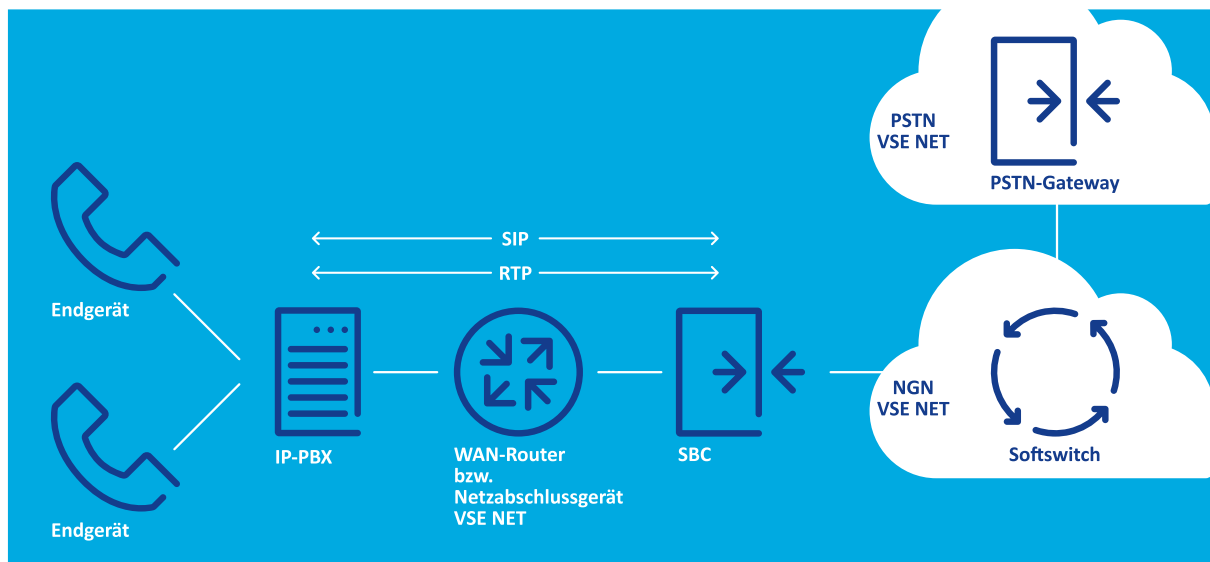 PSTN
VSE NET
PSTN-Gateway
SIP
RTP
Endgerät
NGN
VSE NET
IP-PBX
WAN-Router
bzw.
Netzabschlussgerät
VSE NET
SBC
Softswitch
Endgerät